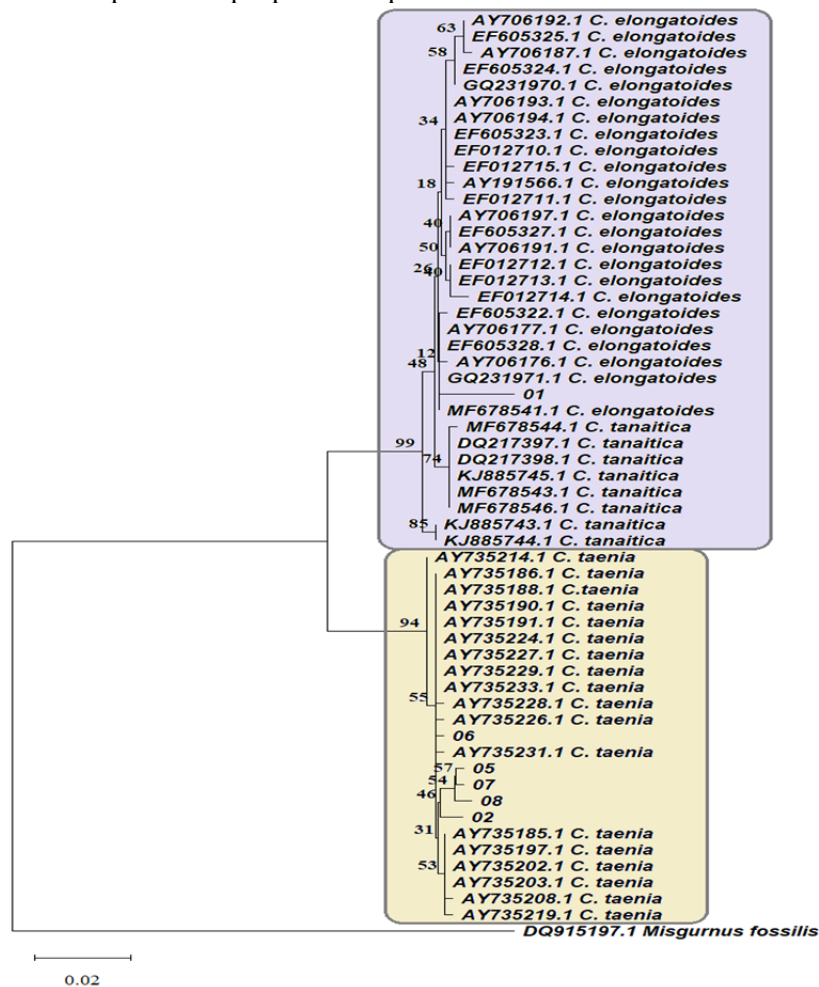 63
AY706192.1 C. elongatoides
EF605325.1 C. elongatoides
58
AY706187.1 C. elongatoides
EF605324.1 C. elongatoides
GQ231970.1 C. elongatoides
AY706193.1 C. elongatoides
34
AY706194.1 C. elongatoides
EF605323.1 C. elongatoides
EF012710.1 C. elongatoides
EF012715.1 C. elongatoides
18
AY191566.1 C. elongatoides
EF012711.1 C. elongatoides
40
AY706197.1 C. elongatoides
EF605327.1 C. elongatoides
50
AY706191.1 C. elongatoides
26
40
EF012712.1 C. elongatoides
EF012713.1 C. elongatoides
EF012714.1 C. elongatoides
EF605322.1 C. elongatoides
AY706177.1 C. elongatoides
EF605328.1 C. elongatoides
12
48
AY706176.1 C. elongatoides
GQ231971.1 C. elongatoides
01
MF678541.1 C. elongatoides
MF678544.1 C. tanaitica
99
DQ217397.1 C. tanaitica
74
DQ217398.1 C. tanaitica
KJ885745.1 C. tanaitica
MF678543.1 C. tanaitica
MF678546.1 C. tanaitica
85
KJ885743.1 C. tanaitica
KJ885744.1 C. tanaitica
AY735214.1 C. taenia
AY735186.1 C. taenia
AY735188.1 C.taenia
AY735190.1 C. taenia
94
AY735191.1 C. taenia
AY735224.1 C. taenia
AY735227.1 C. taenia
AY735229.1 C. taenia
AY735233.1 C. taenia
55
AY735228.1 C. taenia
AY735226.1 C. taenia
06
AY735231.1 C. taenia
57
05
54
07
46
08
02
31
AY735185.1 C. taenia
AY735197.1 C. taenia
53
AY735202.1 C. taenia
AY735203.1 C. taenia
AY735208.1 C. taenia
AY735219.1 C. taenia
DQ915197.1 Misgurnus fossilis
0.02